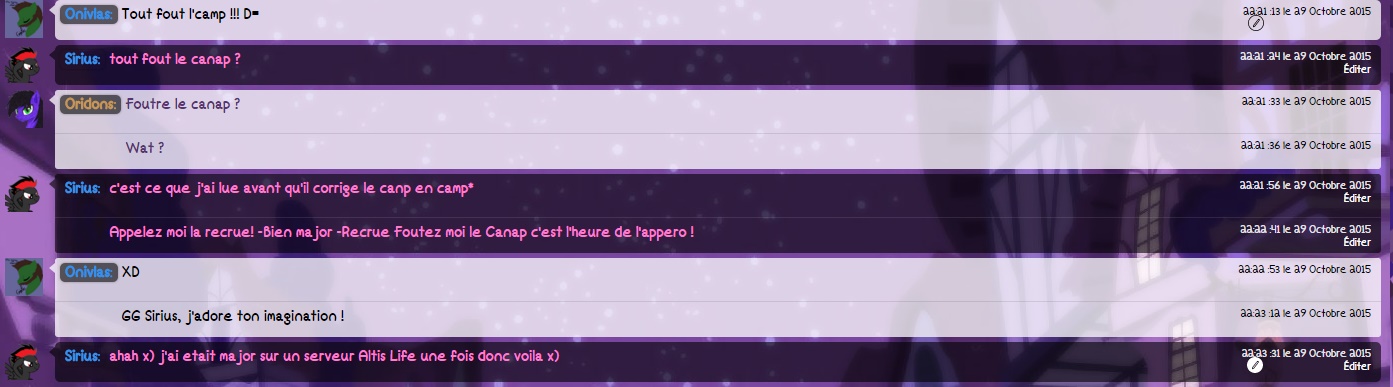 Onivias: Tout fout l'camp !!! D= 22:21 :13 le 29 Octobre 2015
Sirius: tout fout le canap ? 22:21 :24 le 29 Octobre 2015
Éditer
Oridons: Foutre le canap ? 22:21 :33 le 29 Octobre 2015
Wat ? 22:21 :36 le 29 Octobre 2015
Sirius: c'est ce que j'ai lue avant qu'il corrige le canp en camp* 22:21 :56 le 29 Octobre 2015
Éditer
Appelez moi la recrue! -Bien major -Recrue Foutez moi le Canap c'est l'heure de l'appero ! 22:22 :41 le 29 Octobre 2015
Éditer
Onivias: XD 22:22 :53 le 29 Octobre 2015
GG Sirius, j'adore ton imagination ! 22:23 :12 le 29 Octobre 2015
Sirius: ahah x) j'ai etait major sur un serveur Altis Life une fois donc voila x) 22:23 :31 le 29 Octobre 2015
Éditer